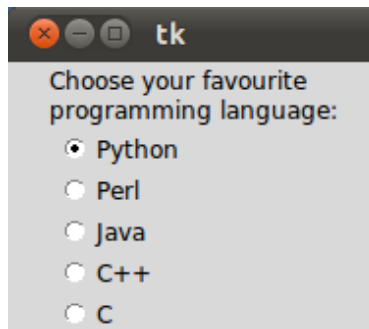 tk
Choose your favourite
programming language:
Python
Perl
Java
C++
C